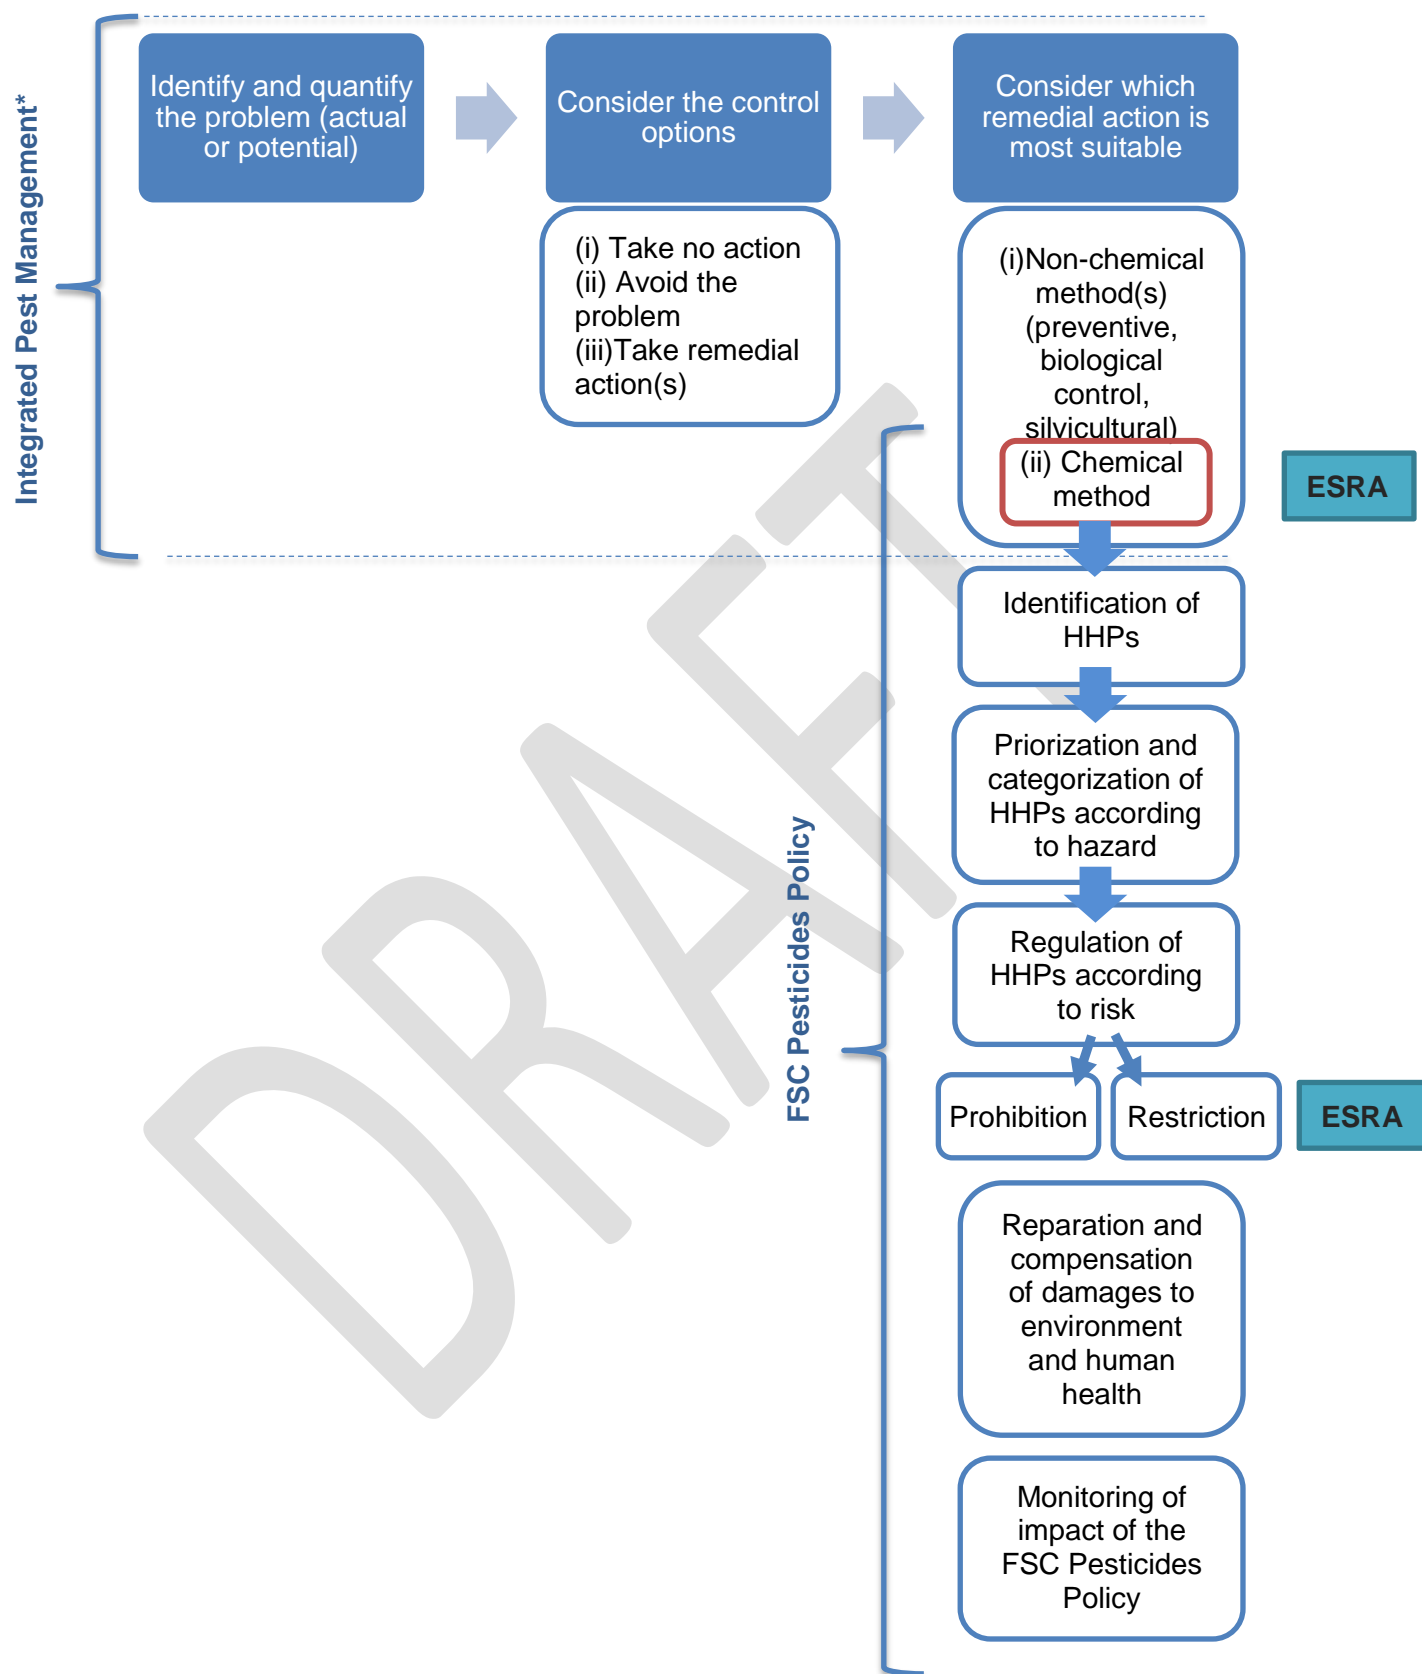 Integrated Pest Management*
Identify and quantify
the problem (actual
or potential)
Consider the control
options
Consider which
remedial action is
most suitable
(i) Take no action
(ii) Avoid the
problem
(iii)Take remedial
action(s)
(i)Non-chemical
method(s)
(preventive,
biological
control,
silvicultural)
(ii) Chemical
method
ESRA
FSC Pesticides Policy
Identification of
HHPs
Priorization and
categorization of
HHPs according
to hazard
Regulation of
HHPs according
to risk
Prohibition
Restriction
ESRA
Reparation and
compensation
of damages to
environment
and human
health
Monitoring of
impact of the
FSC Pesticides
Policy
DRAFT